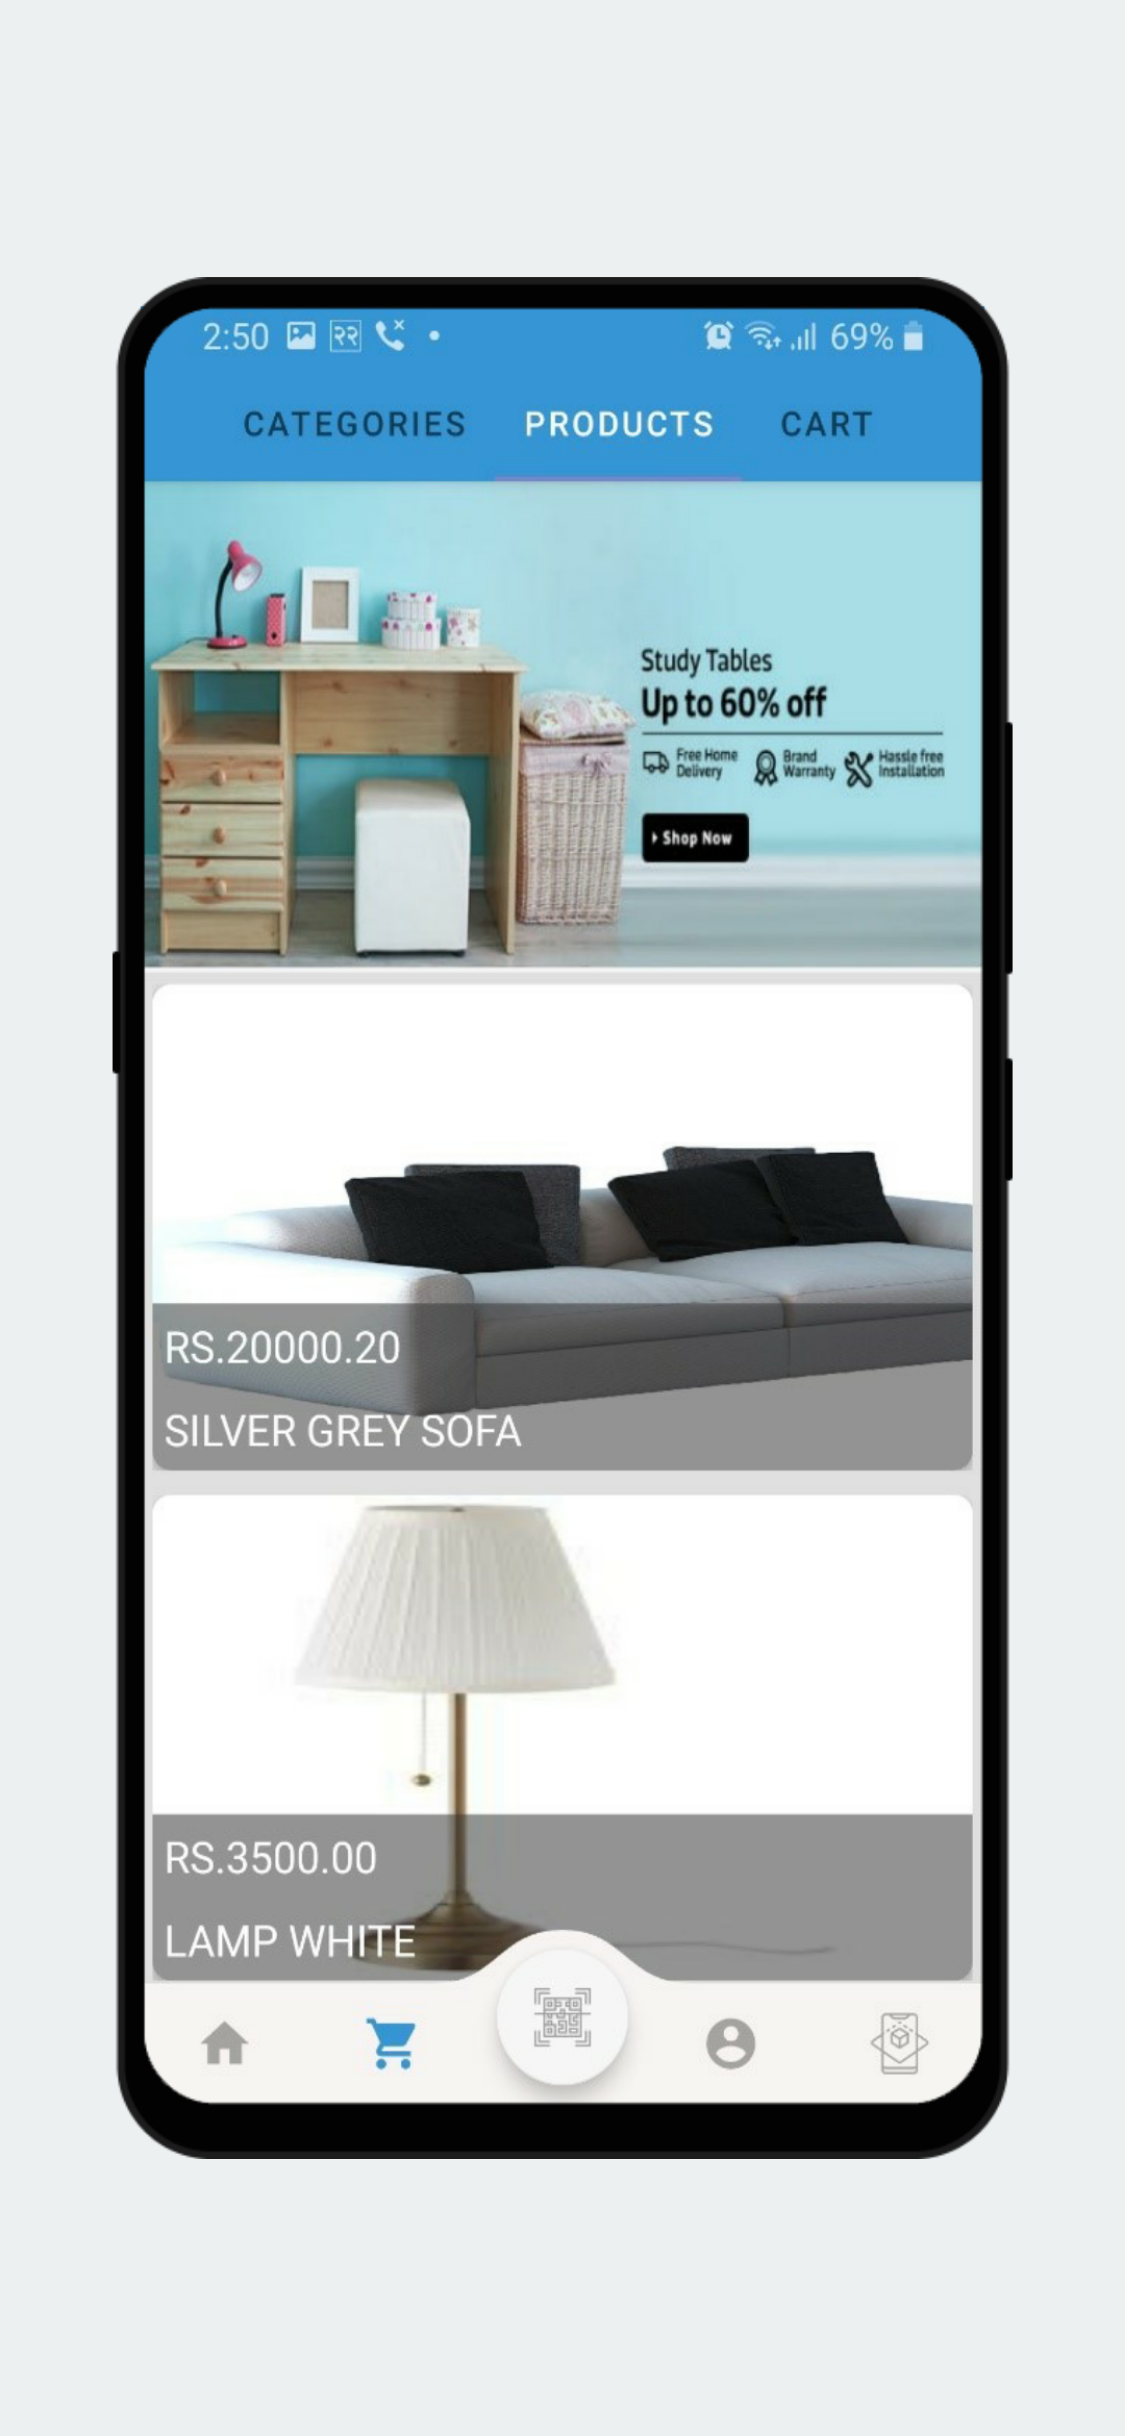 2:50 २२ 69%
CATEGORIES PRODUCTS CART
Study Tables
Up to 60% off
Free Home Delivery
Brand Warranty
Hassle free Installation
Shop Now
RS.20000.20
SILVER GREY SOFA
RS.3500.00
LAMP WHITE